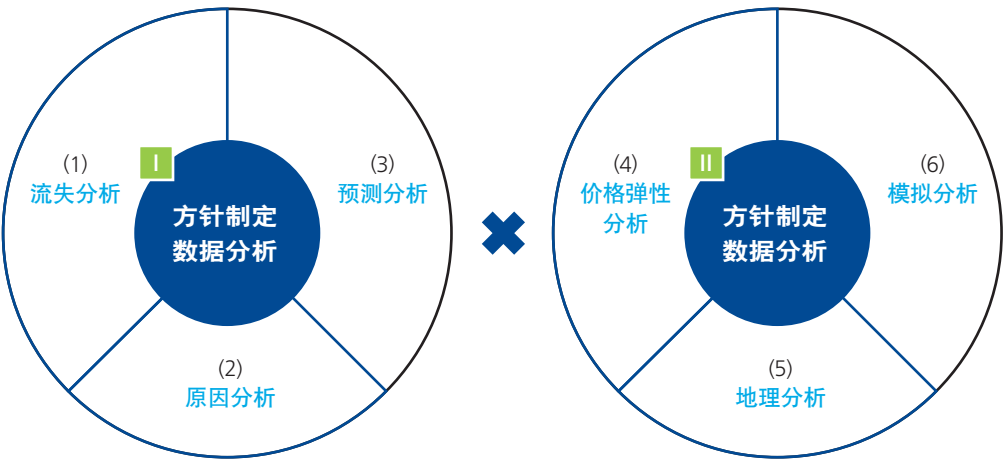 I
(1)
流失分析
(3)
预测分析
方针制定
数据分析
(2)
原因分析
II
(4)
价格弹性
分析
(6)
模拟分析
方针制定
数据分析
(5)
地理分析